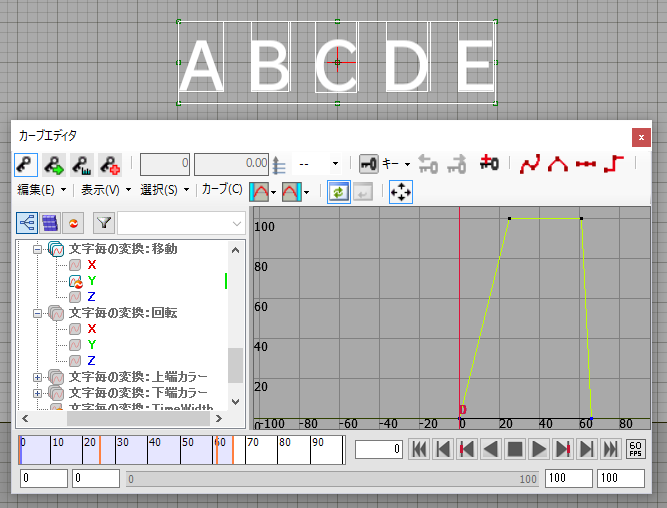 ABCDE
カーブエディタ
x
0 0.00 -- キー
編集(E) 表示(V) 選択(S) カーブ(C)
文字毎の変換：移動
X
Y
Z
文字毎の変換：回転
X
Y
Z
文字毎の変換：上端カラー
文字毎の変換：下端カラー
文字毎の変換：TimeWidth
100
80
60
40
20
0
-100 -80 -60 -40 -20 0 20 40 60 80
0 10 20 30 40 50 60 70 80 90
0
60
FPS
0 0 0 100 100 100